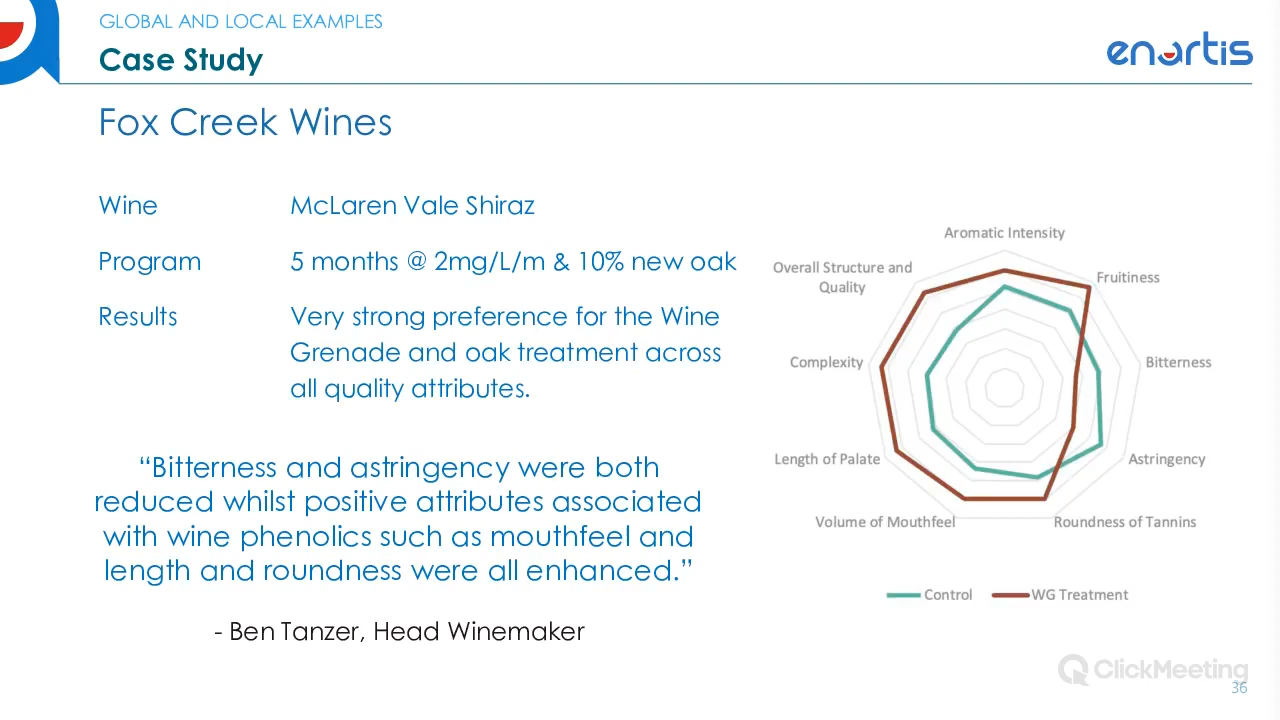 GLOBAL AND LOCAL EXAMPLES
Case Study
enartis
Fox Creek Wines
Wine McLaren Vale Shiraz
Program 5 months @ 2mg/L/m & 10% new oak
Results Very strong preference for the Wine
Grenade and oak treatment across
all quality attributes.
“Bitterness and astringency were both
reduced whilst positive attributes associated
with wine phenolics such as mouthfeel and
length and roundness were all enhanced.”
- Ben Tanzer, Head Winemaker
Aromatic Intensity
Fruitiness
Bitterness
Astringency
Roundness of Tannins
Volume of Mouthfeel
Length of Palate
Complexity
Overall Structure and
Quality
Control WG Treatment
ClickMeeting
36